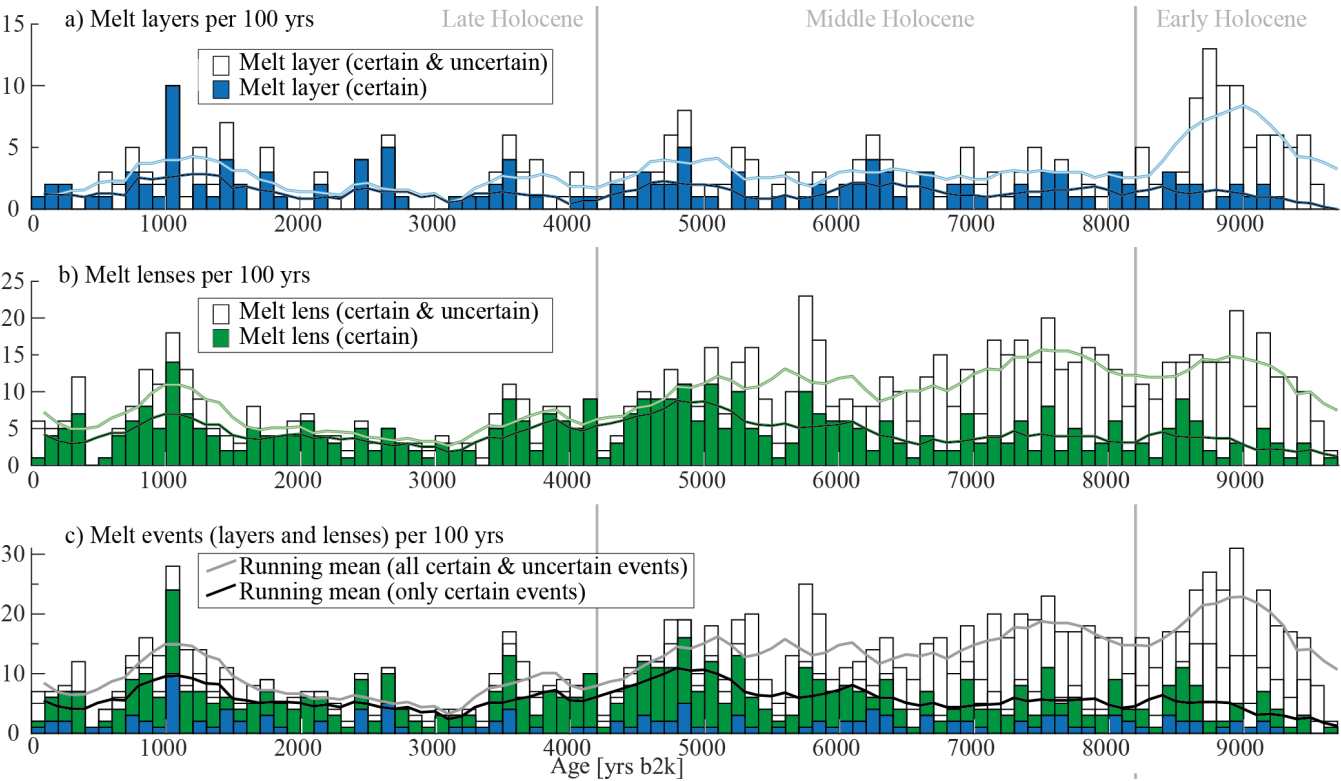 a) Melt layers per 100 yrs
Late Holocene
Middle Holocene
Early Holocene
15
10
5
0
Melt layer (certain & uncertain)
Melt layer (certain)
0 1000 2000 3000 4000 5000 6000 7000 8000 9000
b) Melt lenses per 100 yrs
25
20
15
10
5
0
Melt lens (certain & uncertain)
Melt lens (certain)
0 1000 2000 3000 4000 5000 6000 7000 8000 9000
c) Melt events (layers and lenses) per 100 yrs
30
20
10
0
Running mean (all certain & uncertain events)
Running mean (only certain events)
0 1000 2000 3000 4000 5000 6000 7000 8000 9000
Age [yrs b2k]